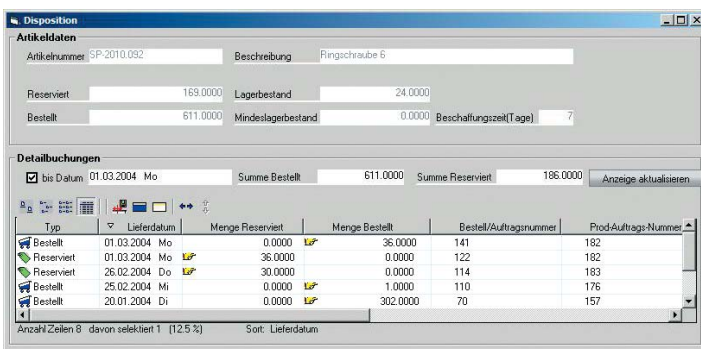 Disposition
Artikeldaten
Artikelnummer SP-2010.092 Beschreibung Ringschraube 6
Reserviert 169.0000 Lagerbestand 24.0000
Bestellt 611.0000 Mindeslagerbestand 0.0000 Beschaffungszeit(Tage) 7
Detailbuchungen
bis Datum 01.03.2004 Mo Summe Bestellt 611.0000 Summe Reserviert 186.0000 Anzeige aktualisieren
Typ Lieferdatum Menge Reserviert Menge Bestellt Bestell/Auftragsnummer Prod-Auftrags-Nummer
Bestellt 01.03.2004 Mo 0.0000 36.0000 141 182
Reserviert 01.03.2004 Mo 36.0000 0.0000 122 182
Reserviert 26.02.2004 Do 30.0000 0.0000 114 183
Bestellt 25.02.2004 Mi 0.0000 1.0000 110 176
Bestellt 20.01.2004 Di 0.0000 302.0000 70 157
Anzahl Zeilen 8 davon selektiert 1 (12.5 %) Sort: Lieferdatum